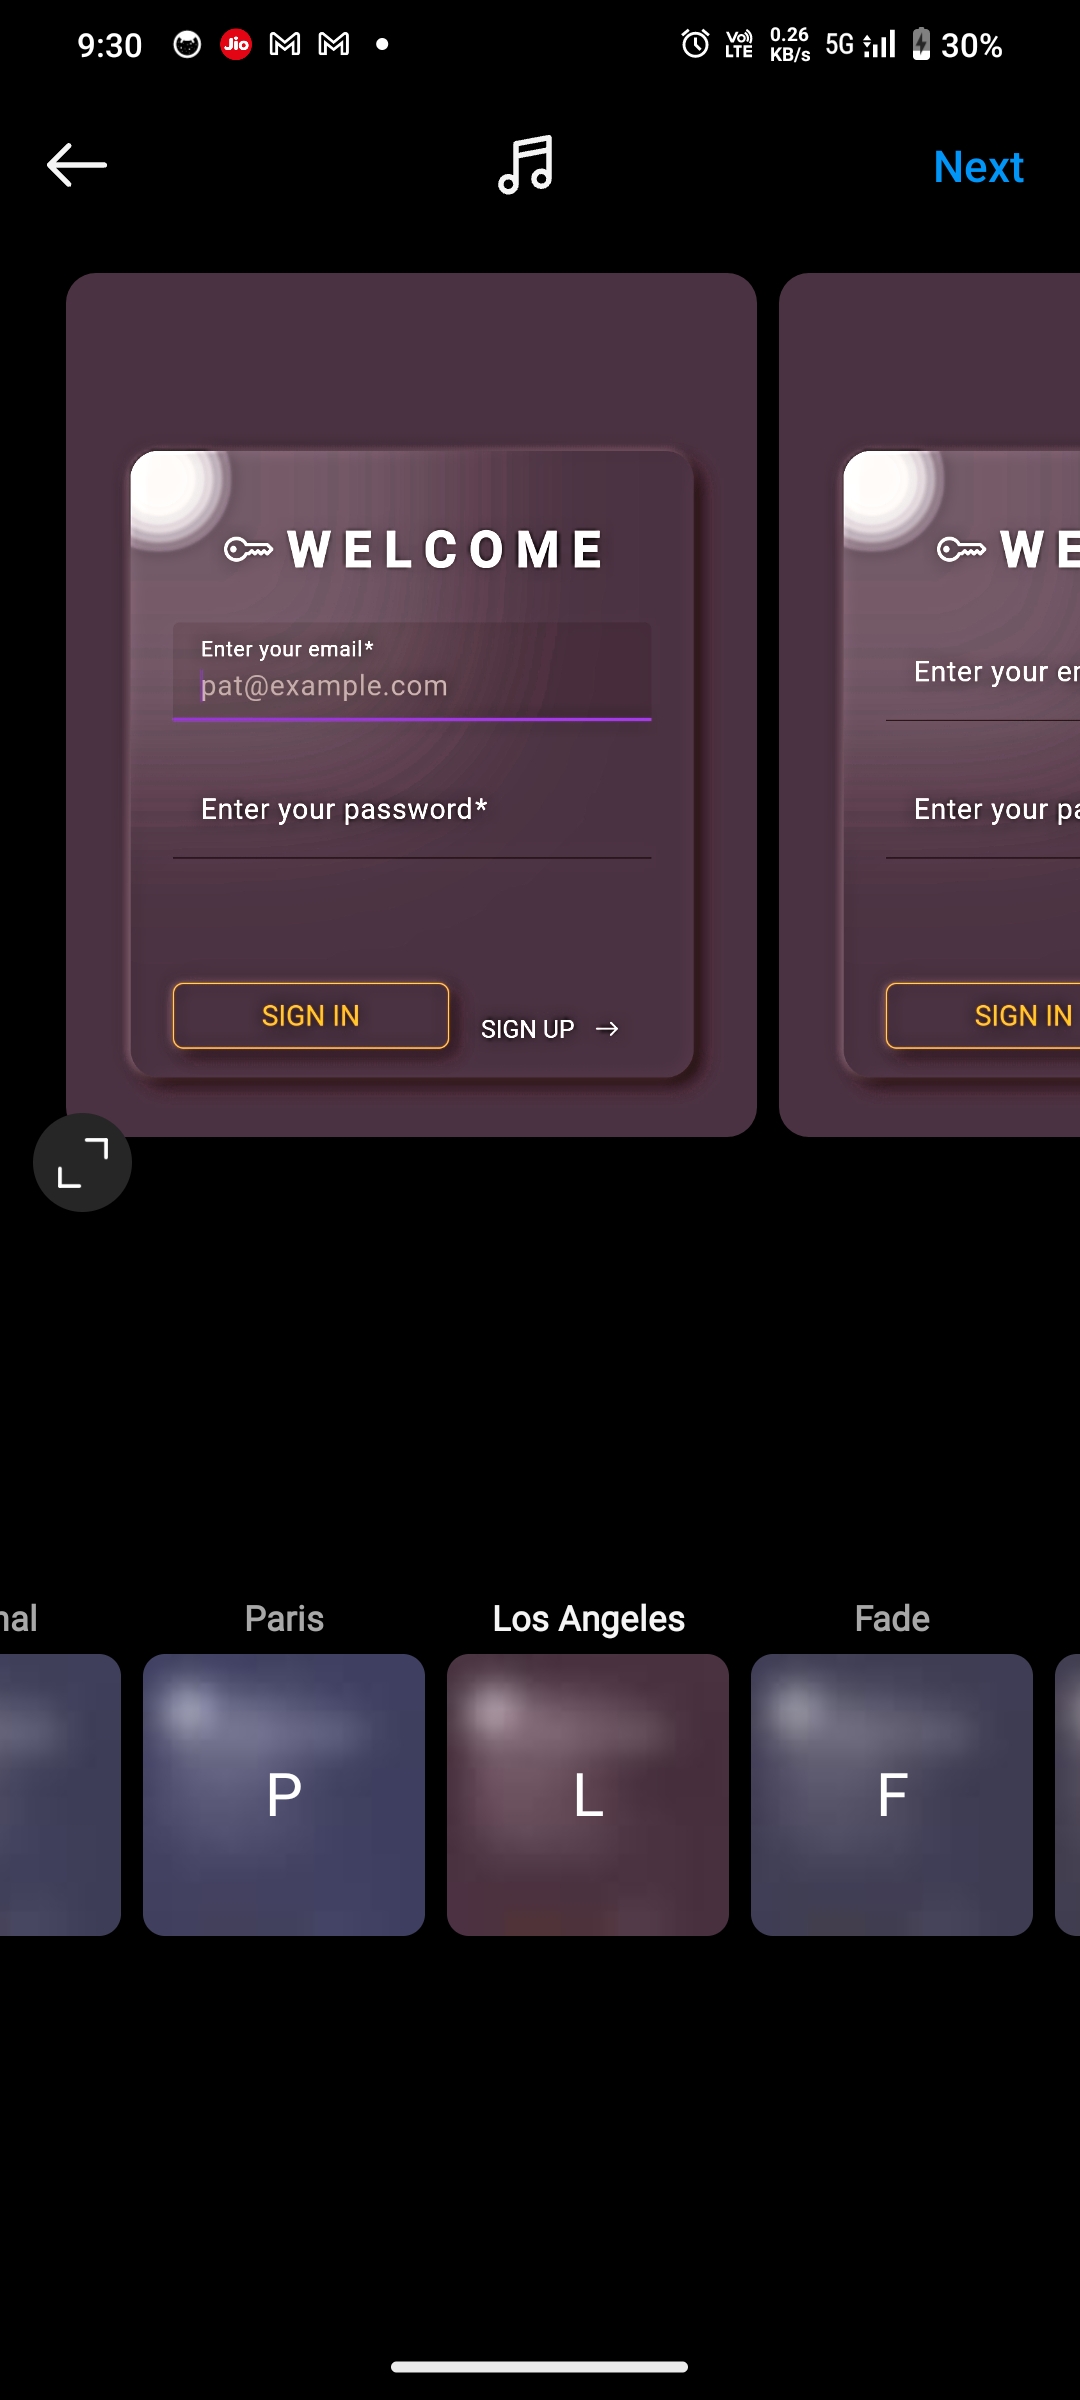 9:30 Jio Vo) LTE 0.26 KB/s 5G 30%
Next
WELCOME
Enter your email*
pat@example.com
Enter your password*
SIGN IN
SIGN UP →
WE
Enter your er
Enter your pa
SIGN IN
nal Paris Los Angeles Fade
P L F